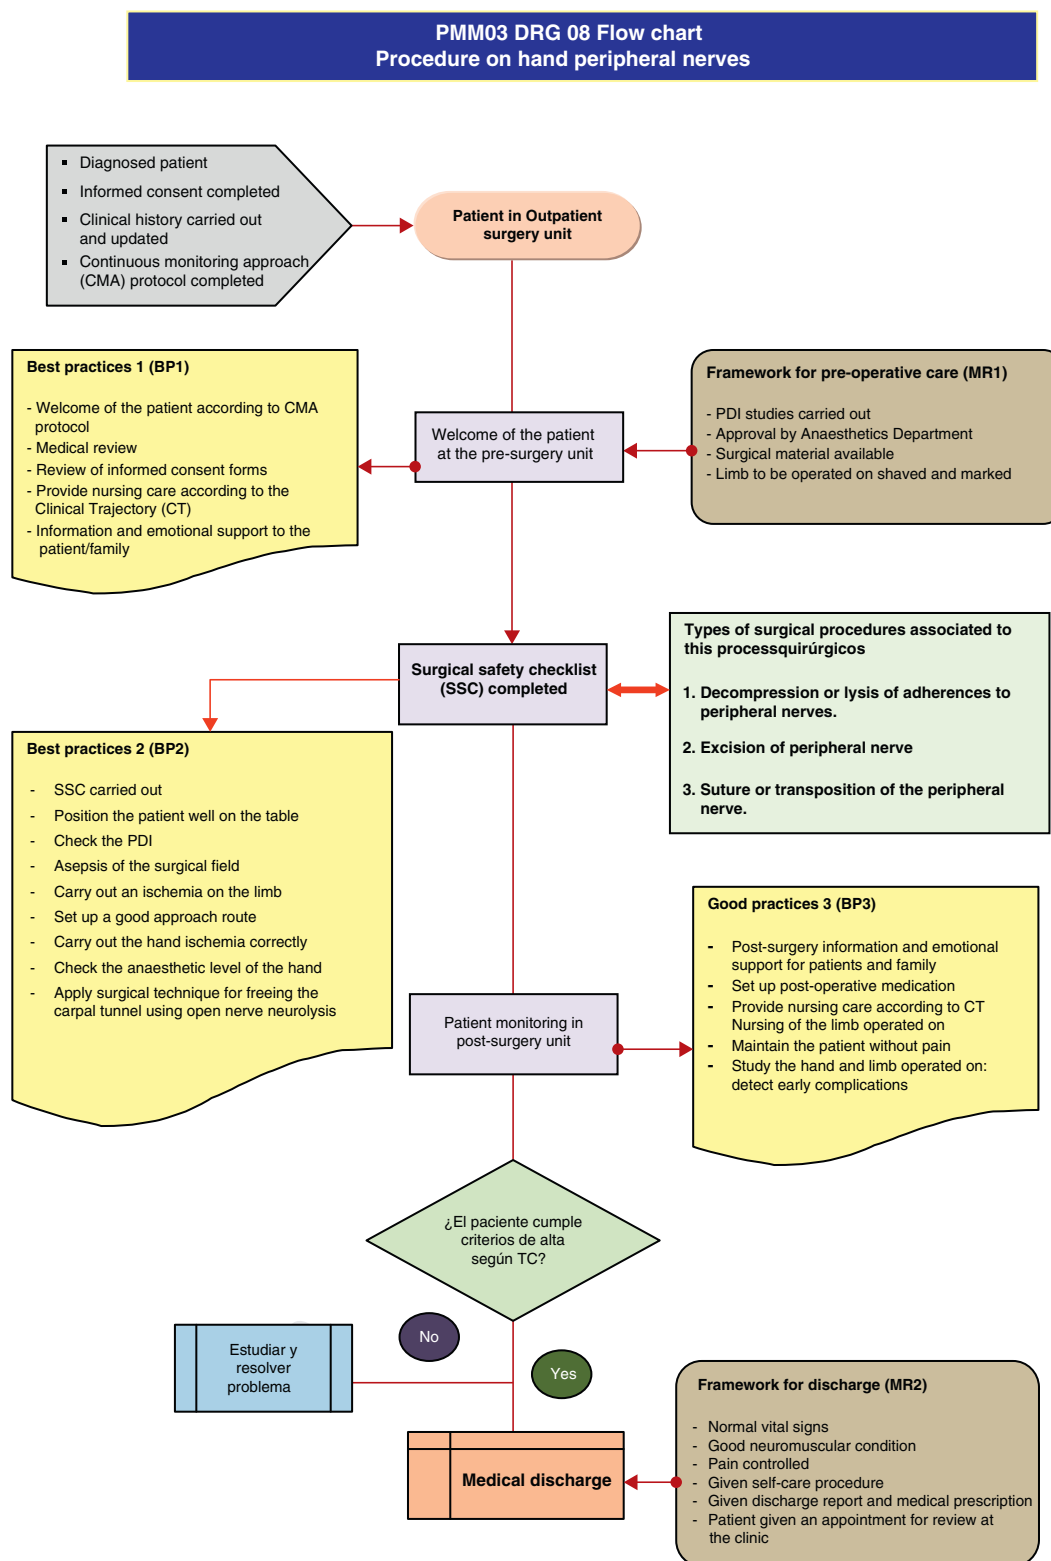 PMM03 DRG 08 Flow chart
Procedure on hand peripheral nerves
▪ Diagnosed patient
▪ Informed consent completed
▪ Clinical history carried out
and updated
▪ Continuous monitoring approach
(CMA) protocol completed
Patient in Outpatient
surgery unit
Best practices 1 (BP1)
- Welcome of the patient according to CMA
protocol
- Medical review
- Review of informed consent forms
- Provide nursing care according to the
Clinical Trajectory (CT)
- Information and emotional support to the
patient/family
Welcome of the patient
at the pre-surgery unit
Framework for pre-operative care (MR1)
- PDI studies carried out
- Approval by Anaesthetics Department
- Surgical material available
- Limb to be operated on shaved and marked
Surgical safety checklist
(SSC) completed
Types of surgical procedures associated to
this processquirúrgicos
1. Decompression or lysis of adherences to
peripheral nerves.
2. Excision of peripheral nerve
3. Suture or transposition of the peripheral
nerve.
Best practices 2 (BP2)
- SSC carried out
- Position the patient well on the table
- Check the PDI
- Asepsis of the surgical field
- Carry out an ischemia on the limb
- Set up a good approach route
- Carry out the hand ischemia correctly
- Check the anaesthetic level of the hand
- Apply surgical technique for freeing the
carpal tunnel using open nerve neurolysis
Good practices 3 (BP3)
- Post-surgery information and emotional
support for patients and family
- Set up post-operative medication
- Provide nursing care according to CT
Nursing of the limb operated on
- Maintain the patient without pain
- Study the hand and limb operated on:
detect early complications
Patient monitoring in
post-surgery unit
¿El paciente cumple
criterios de alta
según TC?
No
Yes
Estudiar y
resolver
problema
Medical discharge
Framework for discharge (MR2)
- Normal vital signs
- Good neuromuscular condition
- Pain controlled
- Given self-care procedure
- Given discharge report and medical prescription
- Patient given an appointment for review at
the clinic